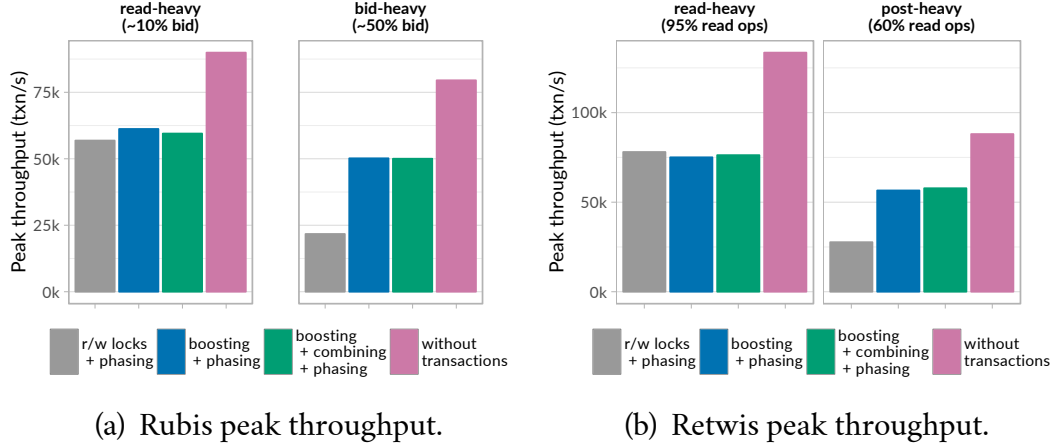 read-heavy
(~10% bid)
bid-heavy
(~50% bid)
Peak throughput (txn/s)
75k
50k
25k
0k
r/w locks
+ phasing
boosting
+ phasing
boosting
+ combining
+ phasing
without
transactions
(a) Rubis peak throughput.
read-heavy
(95% read ops)
post-heavy
(60% read ops)
Peak throughput (txn/s)
100k
50k
0k
r/w locks
+ phasing
boosting
+ phasing
boosting
+ combining
+ phasing
without
transactions
(b) Retwis peak throughput.